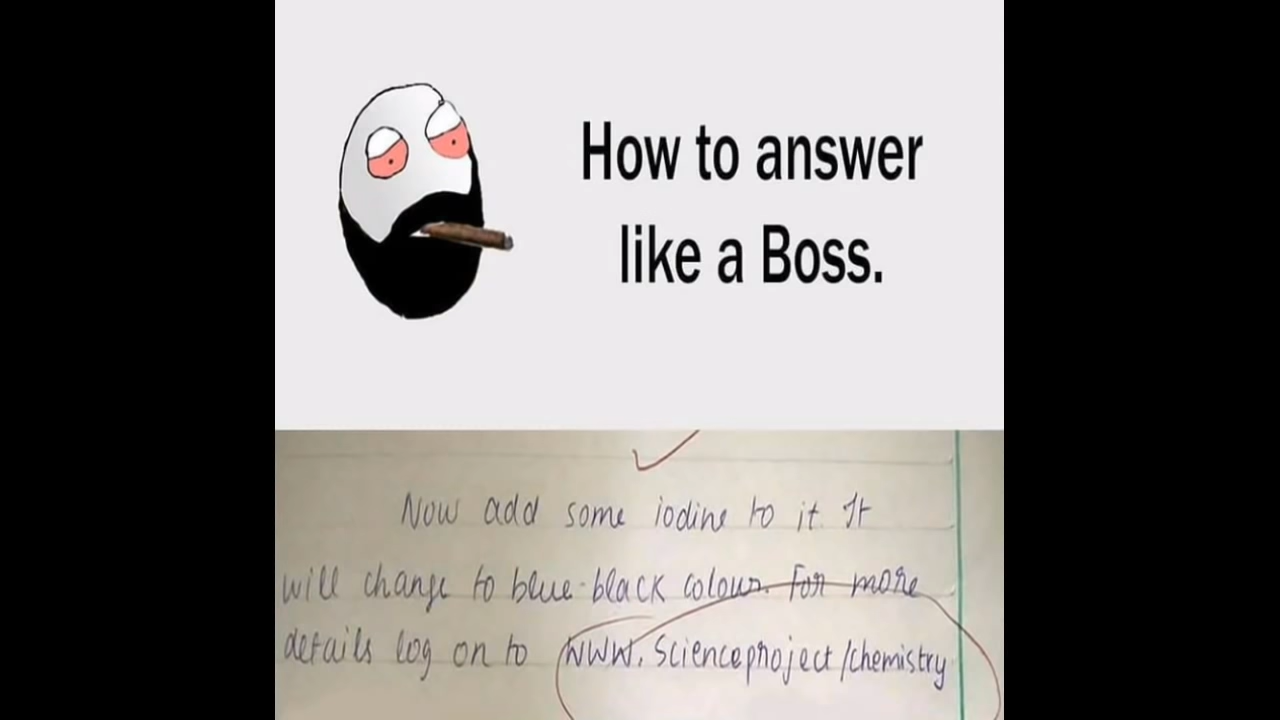 How to answer
like a Boss.
Now add some iodine to it. It
will change to blue-black colour. For more
details log on to www.scienceproject/chemistry